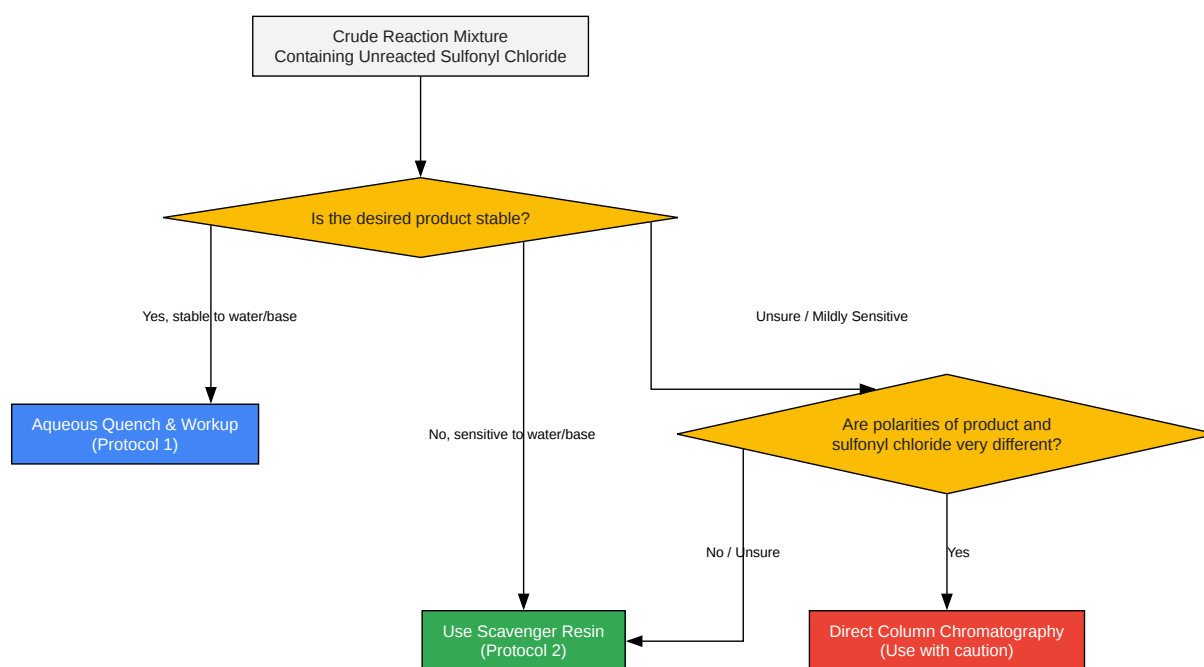 Crude Reaction Mixture
Containing Unreacted Sulfonyl Chloride
Is the desired product stable?
Yes, stable to water/base
Unsure / Mildly Sensitive
Aqueous Quench & Workup
(Protocol 1)
No, sensitive to water/base
Are polarities of product and
sulfonyl chloride very different?
No / Unsure
Yes
Use Scavenger Resin
(Protocol 2)
Direct Column Chromatography
(Use with caution)